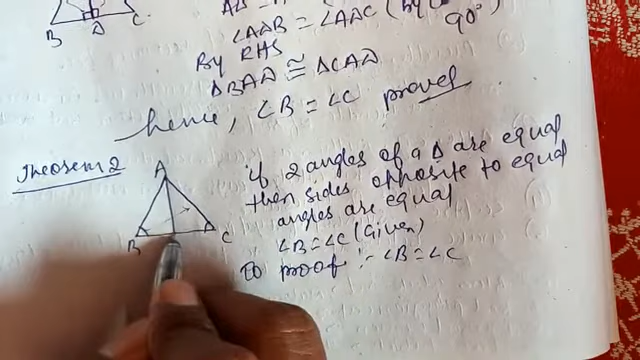 B D C.
∠ADB = ∠ADC (By
90°)
By RHS
ΔBAD ≅ ΔCAD
hence, ∠B = ∠C proved
Theorem 2
A
B C
if 2 angles of a Δ are equal
then sides opposite to equal
angles are equal
∠B = ∠C (Given)
To proof :- ∠B = ∠C